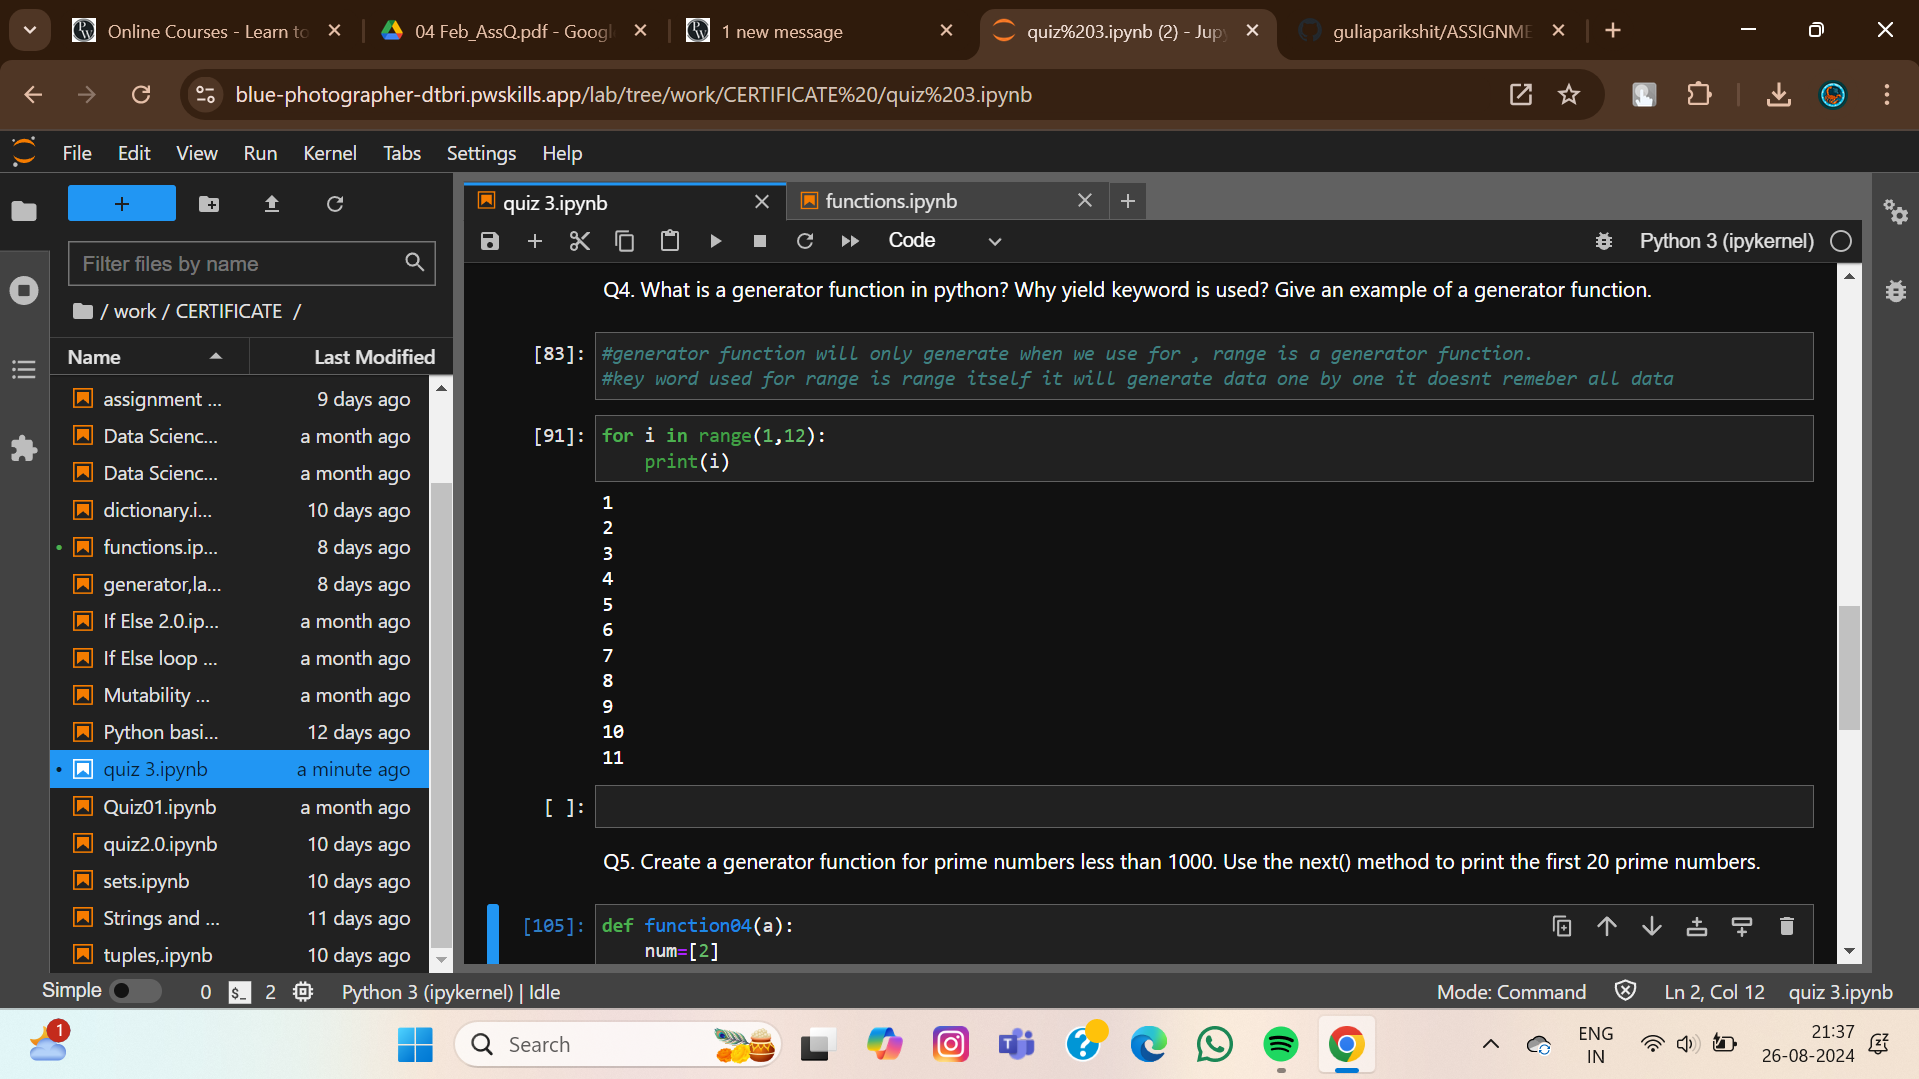 Online Courses - Learn to
04 Feb_AssQ.pdf - Googl
1 new message
quiz%203.ipynb (2) - Jupy
guliaparikshit/ASSIGNME
blue-photographer-dtbri.pwskills.app/lab/tree/work/CERTIFICATE%20/quiz%203.ipynb
File Edit View Run Kernel Tabs Settings Help
quiz 3.ipynb
functions.ipynb
Code
Python 3 (ipykernel)
Filter files by name
/ work / CERTIFICATE /
Name Last Modified
assignment ... 9 days ago
Data Scienc... a month ago
Data Scienc... a month ago
dictionary.i... 10 days ago
functions.ip... 8 days ago
generator,la... 8 days ago
If Else 2.0.ip... a month ago
If Else loop ... a month ago
Mutability ... a month ago
Python basi... 12 days ago
quiz 3.ipynb a minute ago
Quiz01.ipynb a month ago
quiz2.0.ipynb 10 days ago
sets.ipynb 10 days ago
Strings and ... 11 days ago
tuples,.ipynb 10 days ago
Q4. What is a generator function in python? Why yield keyword is used? Give an example of a generator function.
[83]: #generator function will only generate when we use for , range is a generator function.
#key word used for range is range itself it will generate data one by one it doesnt remeber all data
[91]: for i in range(1,12):
print(i)
1
2
3
4
5
6
7
8
9
10
11
[ ]:
Q5. Create a generator function for prime numbers less than 1000. Use the next() method to print the first 20 prime numbers.
[105]: def function04(a):
num=[2]
Simple 0 $_ 2 Python 3 (ipykernel) | Idle
Mode: Command Ln 2, Col 12 quiz 3.ipynb
1
Search
ENG
IN
21:37
26-08-2024